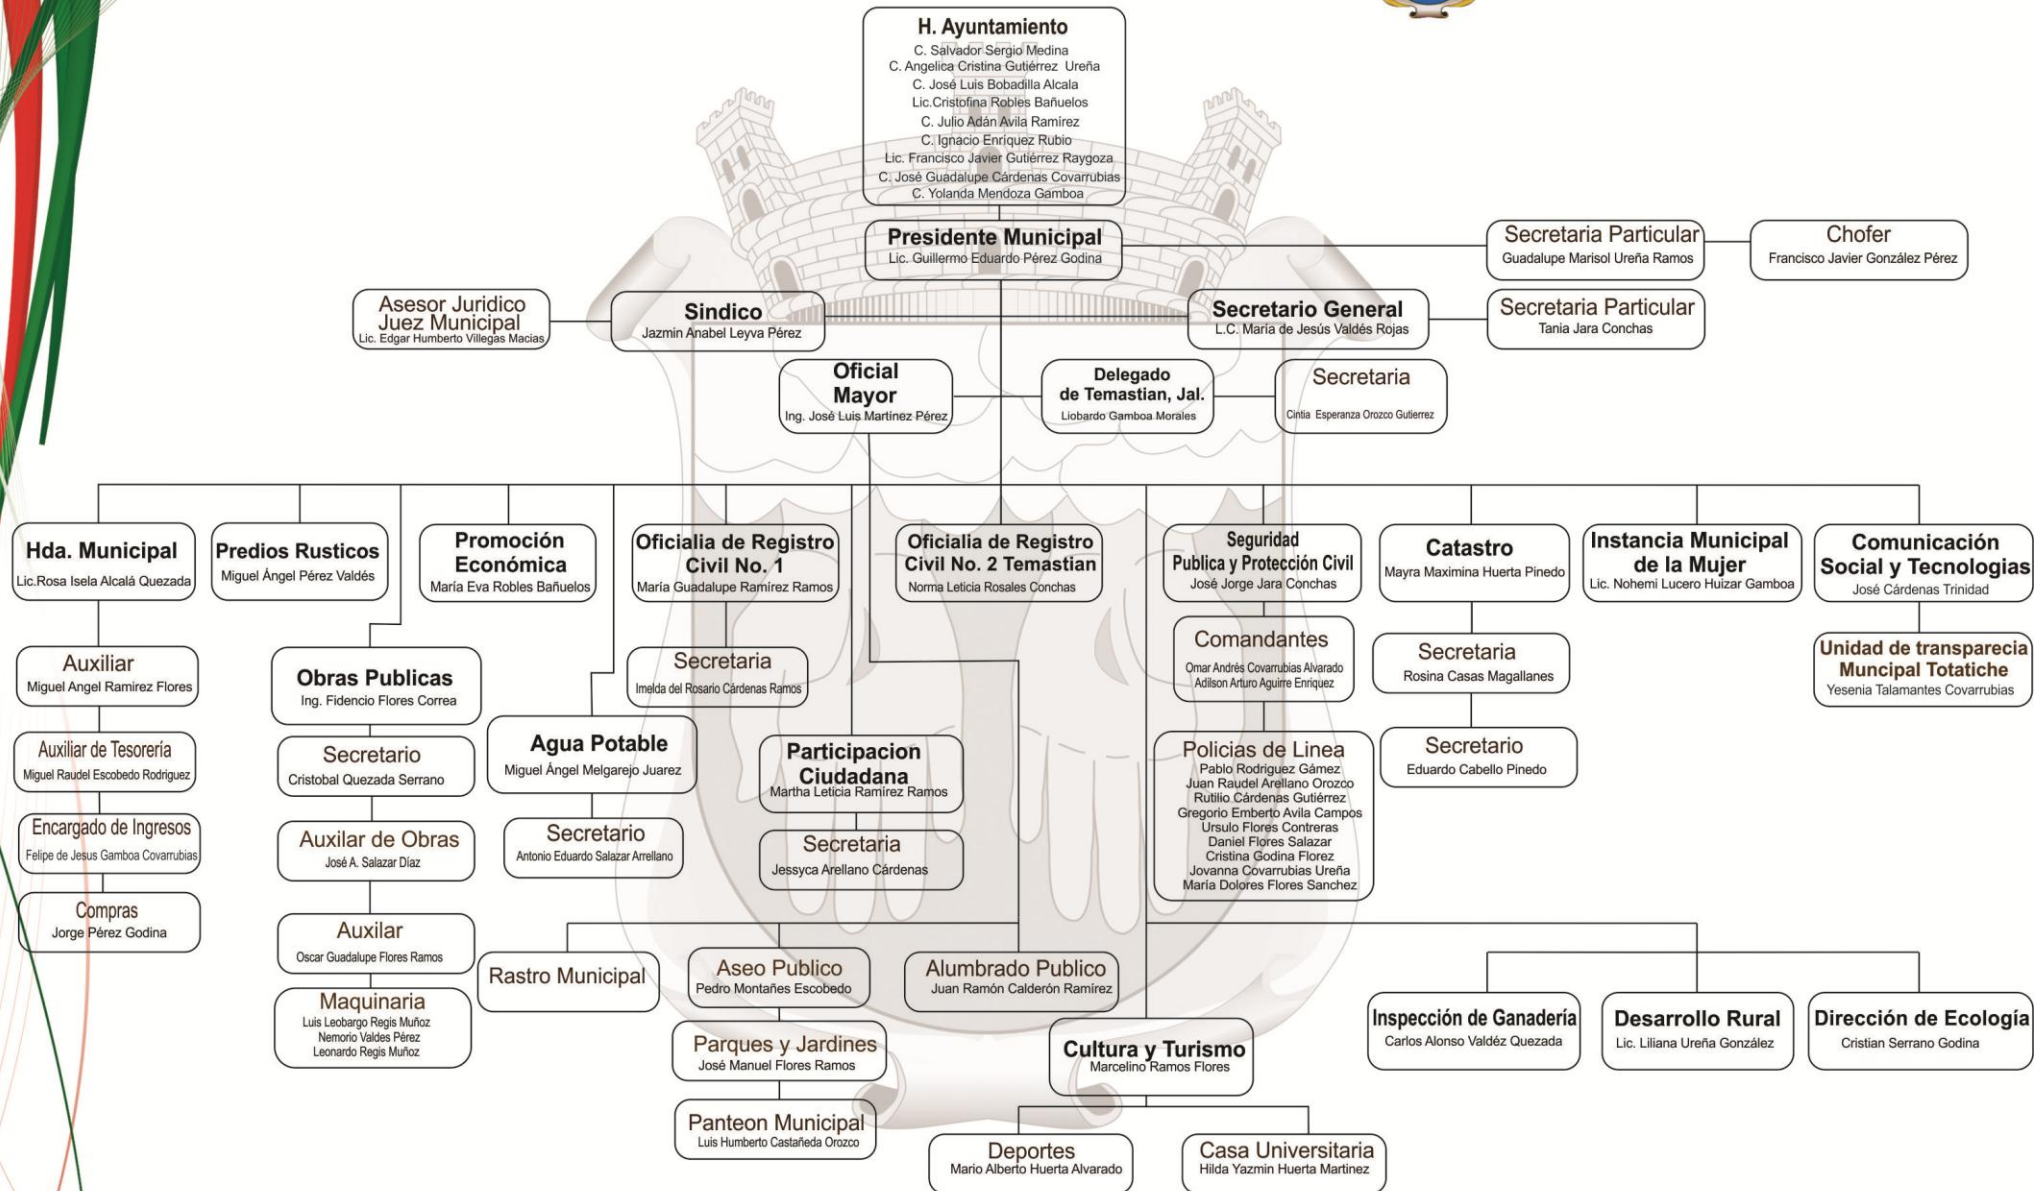 H. Ayuntamiento
C. Salvador Sergio Medina
C. Angelica Cristina Gutiérrez Ureña
C. José Luis Bobadilla Alcala
Lic.Cristofina Robles Bañuelos
C. Julio Adán Avila Ramírez
C. Ignacio Enríquez Rubio
Lic. Francisco Javier Gutiérrez Raygoza
C. José Guadalupe Cárdenas Covarrubias
C. Yolanda Mendoza Gamboa
Presidente Municipal
Lic. Guillermo Eduardo Pérez Godina
Secretaria Particular
Guadalupe Marisol Ureña Ramos
Chofer
Francisco Javier González Pérez
Asesor Juridico
Juez Municipal
Lic. Edgar Humberto Villegas Macias
Sindico
Jazmin Anabel Leyva Pérez
Secretario General
L.C. María de Jesús Valdés Rojas
Secretaria Particular
Tania Jara Conchas
Oficial
Mayor
Ing. José Luis Martínez Pérez
Delegado
de Temastian, Jal.
Liobardo Gamboa Morales
Secretaria
Cintia Esperanza Orozco Gutierrez
Hda. Municipal
Lic.Rosa Isela Alcalá Quezada
Predios Rusticos
Miguel Ángel Pérez Valdés
Promoción
Económica
María Eva Robles Bañuelos
Oficialia de Registro
Civil No. 1
María Guadalupe Ramírez Ramos
Oficialia de Registro
Civil No. 2 Temastian
Norma Leticia Rosales Conchas
Seguridad
Publica y Protección Civil
José Jorge Jara Conchas
Catastro
Mayra Maximina Huerta Pinedo
Instancia Municipal
de la Mujer
Lic. Nohemi Lucero Huizar Gamboa
Comunicación
Social y Tecnologias
José Cárdenas Trinidad
Auxiliar
Miguel Angel Ramirez Flores
Obras Publicas
Ing. Fidencio Flores Correa
Secretaria
Imelda del Rosario Cárdenas Ramos
Comandantes
Omar Andrés Covarrubias Alvarado
Adilson Arturo Aguirre Enriquez
Secretaria
Rosina Casas Magallanes
Unidad de transparecia
Muncipal Totatiche
Yesenia Talamantes Covarrubias
Auxiliar de Tesorería
Miguel Raudel Escobedo Rodriguez
Secretario
Cristobal Quezada Serrano
Agua Potable
Miguel Ángel Melgarejo Juarez
Participacion
Ciudadana
Martha Leticia Ramírez Ramos
Policias de Linea
Pablo Rodriguez Gámez
Juan Raudel Arellano Orozco
Rutilio Cárdenas Gutiérrez
Gregorio Emberto Avila Campos
Ursulo Flores Contreras
Daniel Flores Salazar
Cristina Godina Florez
Jovanna Covarrubias Ureña
María Dolores Flores Sanchez
Secretario
Eduardo Cabello Pinedo
Encargado de Ingresos
Felipe de Jesus Gamboa Covarrubias
Auxilar de Obras
José A. Salazar Díaz
Secretario
Antonio Eduardo Salazar Arrellano
Secretaria
Jessyca Arellano Cárdenas
Compras
Jorge Pérez Godina
Auxilar
Oscar Guadalupe Flores Ramos
Maquinaria
Luis Leobargo Regis Muñoz
Nemorio Valdes Pérez
Leonardo Regis Muñoz
Rastro Municipal
Aseo Publico
Pedro Montañes Escobedo
Alumbrado Publico
Juan Ramón Calderón Ramírez
Parques y Jardines
José Manuel Flores Ramos
Panteon Municipal
Luis Humberto Castañeda Orozco
Cultura y Turismo
Marcelino Ramos Flores
Inspección de Ganadería
Carlos Alonso Valdéz Quezada
Desarrollo Rural
Lic. Liliana Ureña González
Dirección de Ecología
Cristian Serrano Godina
Deportes
Mario Alberto Huerta Alvarado
Casa Universitaria
Hilda Yazmin Huerta Martinez